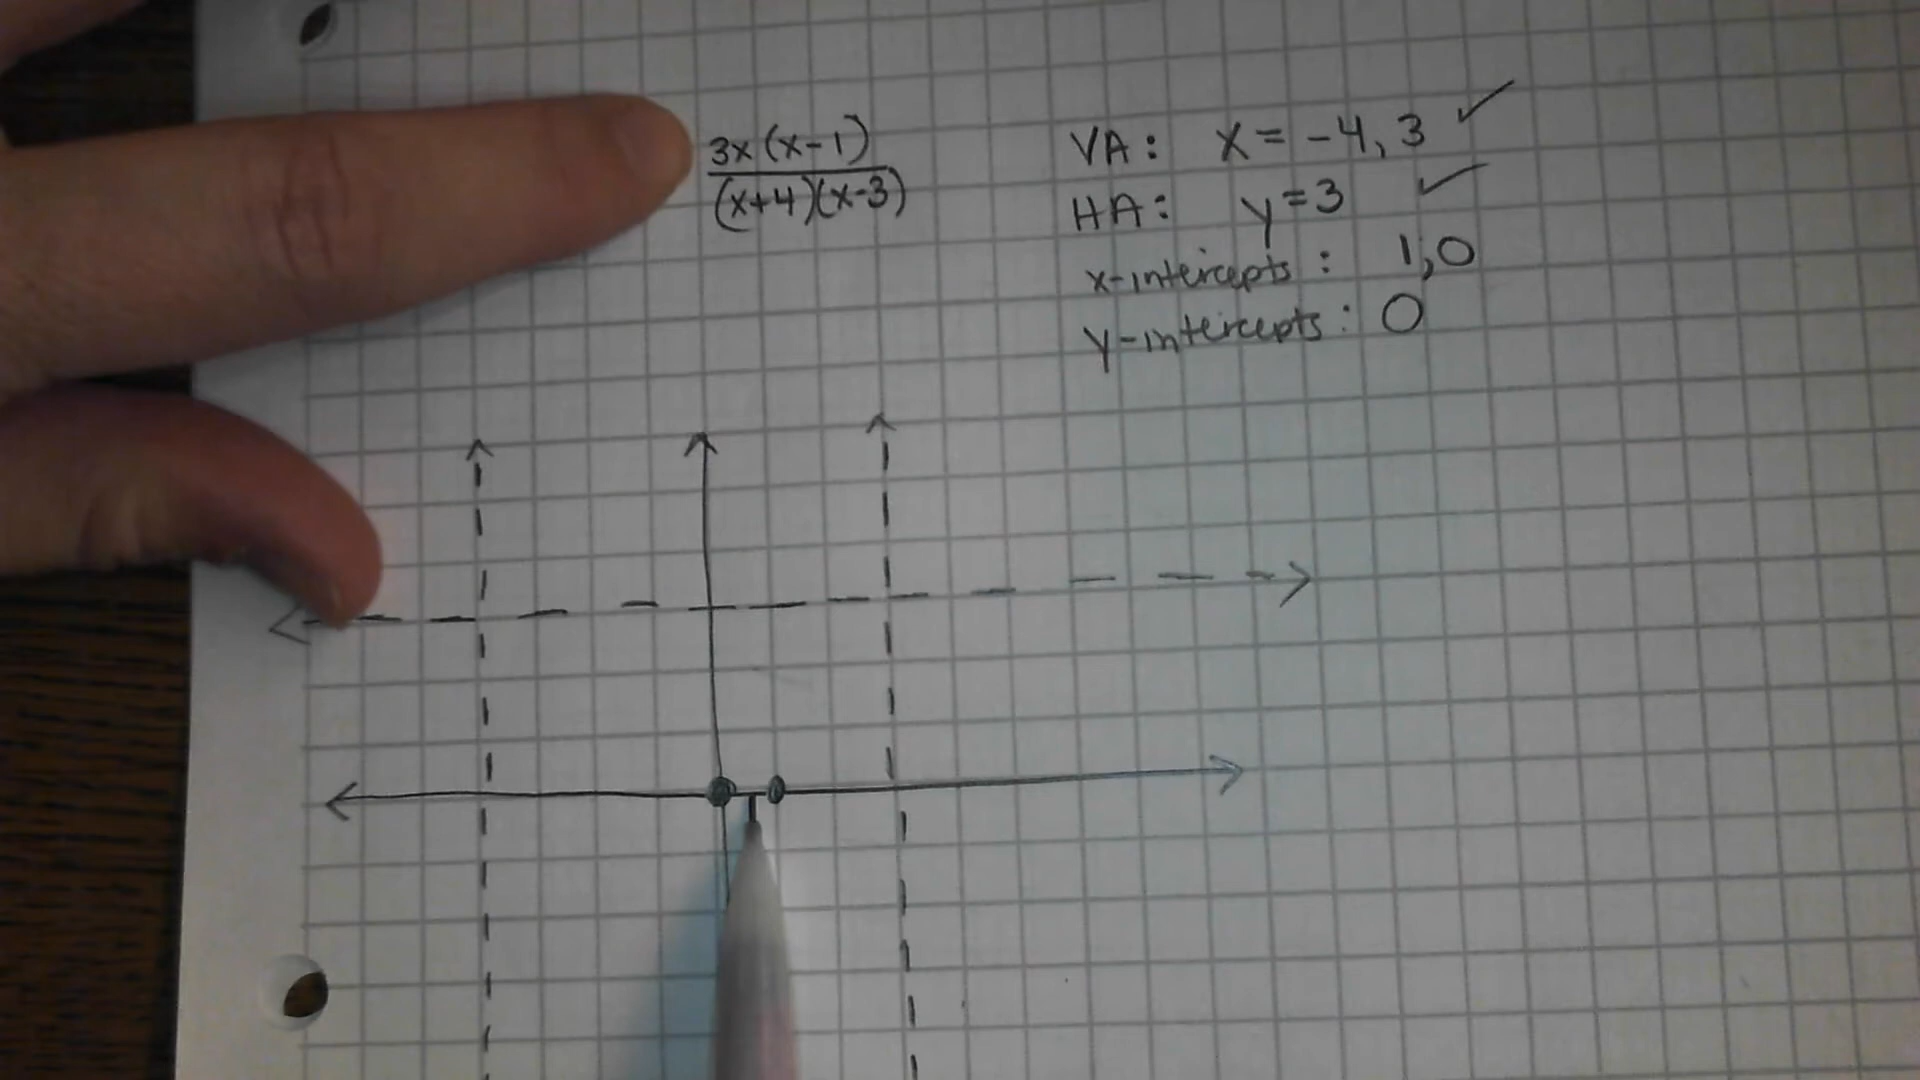 3x(x-1)
(x+4)(x-3)
VA: x = -4, 3 ✓
HA: y = 3 ✓
x-intercepts: 1, 0
y-intercepts: 0